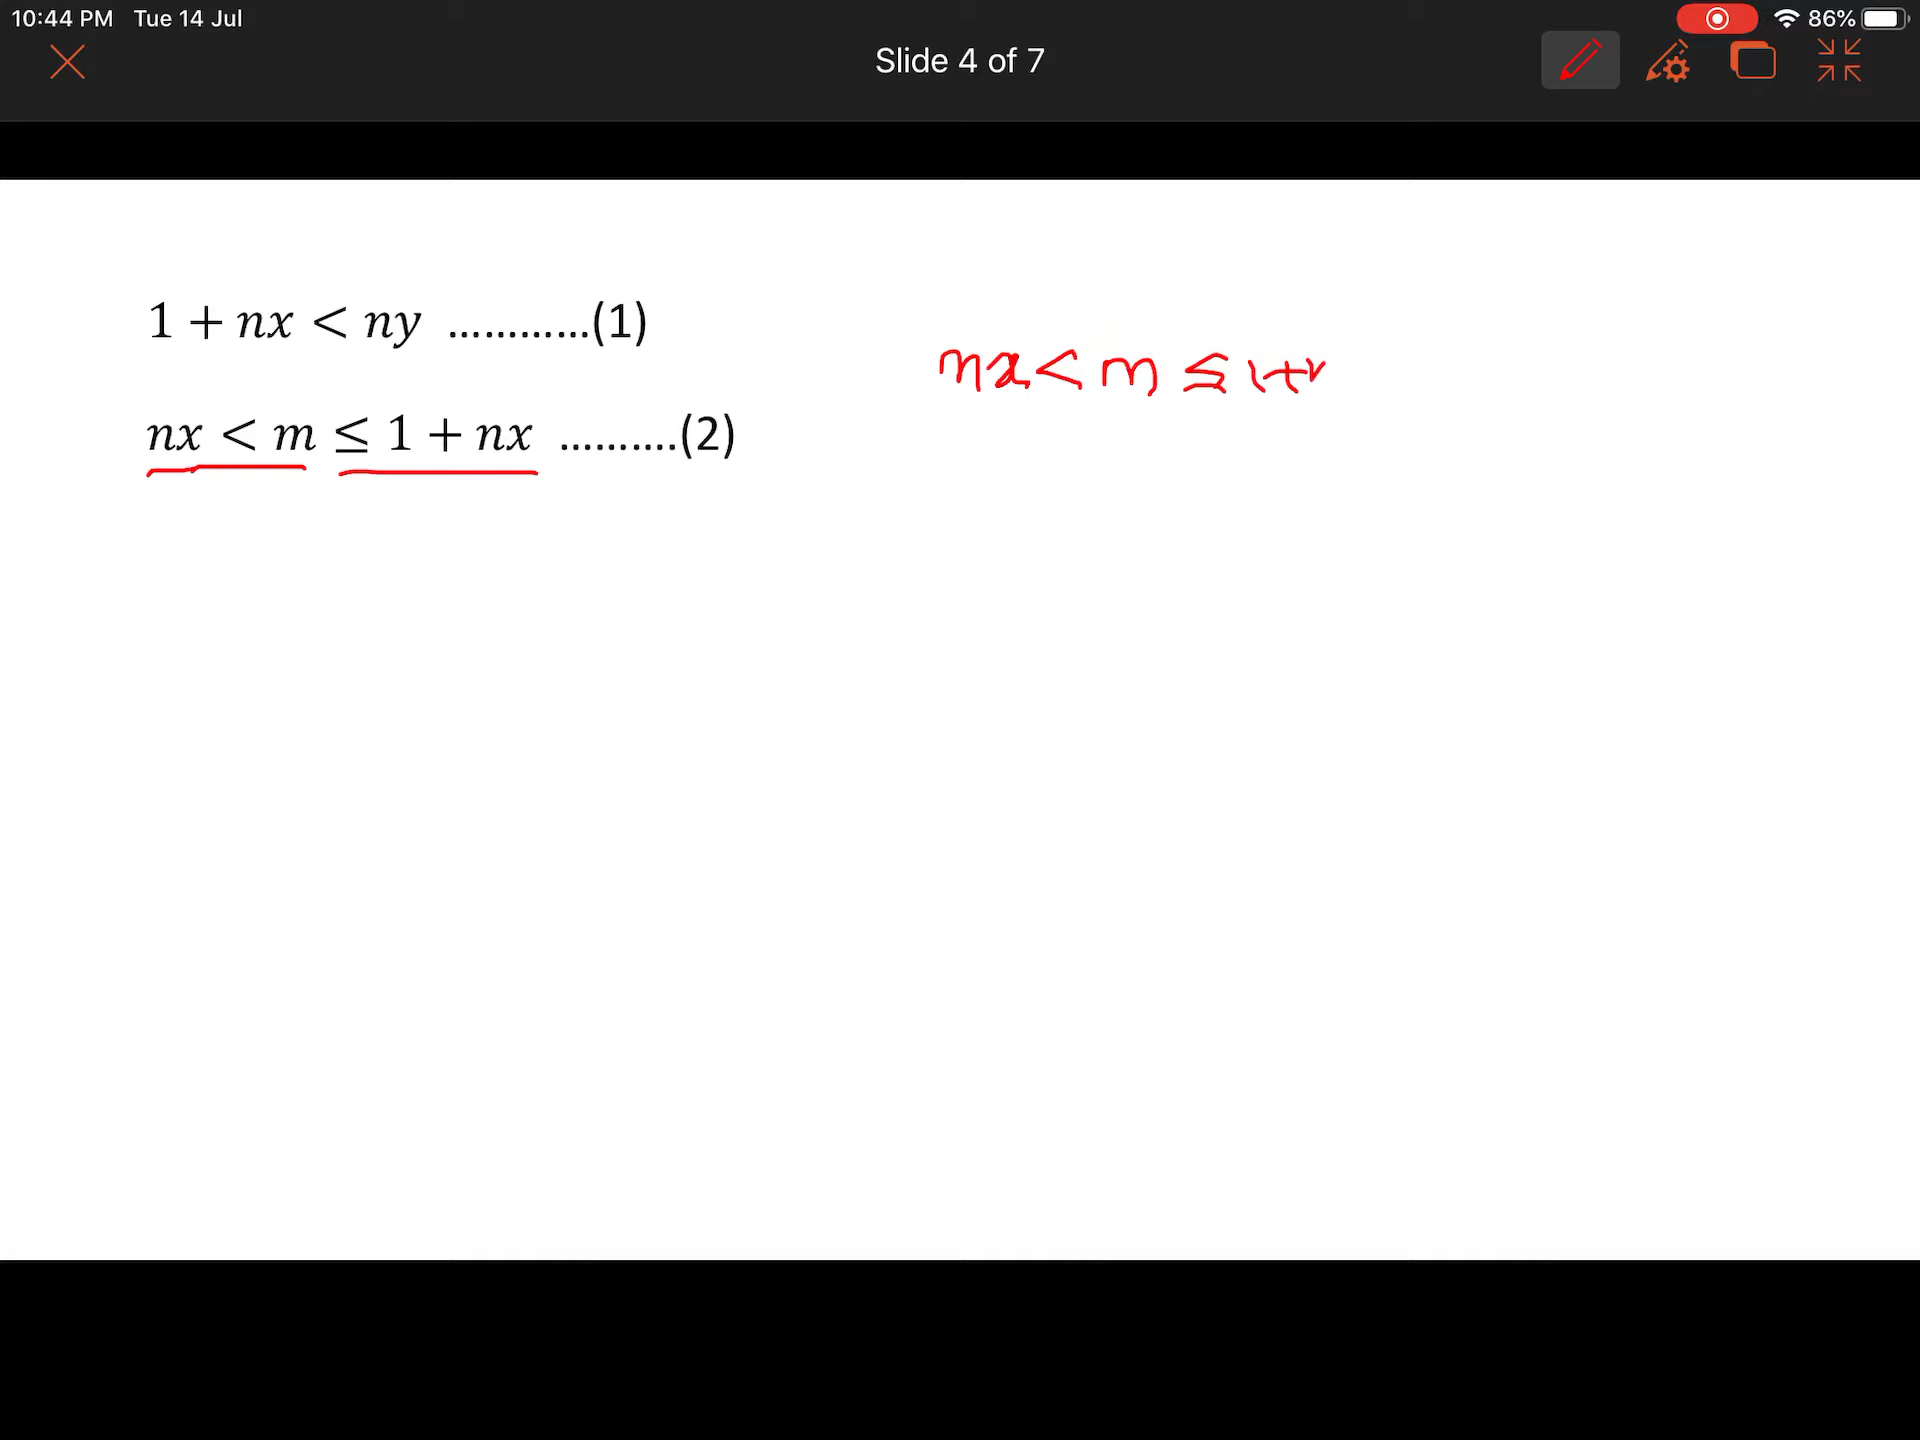 10:44 PM Tue 14 Jul
86%
Slide 4 of 7
1 + nx < ny ............(1)
nx < m ≤ 1 + nx ..........(2)
nx < m ≤ 1+